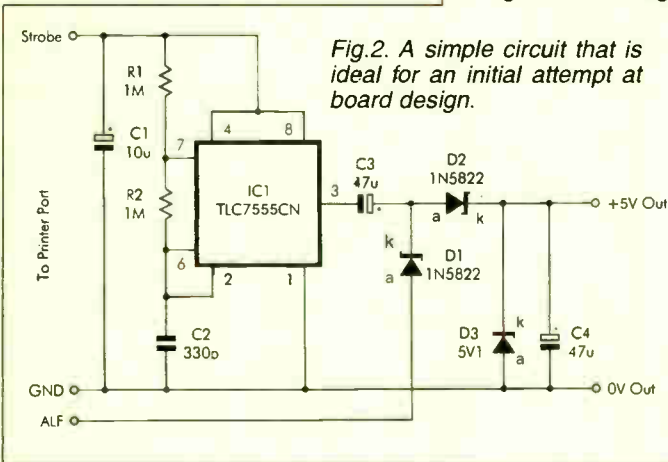 Fig.2. A simple circuit that is
ideal for an initial attempt at
board design.
Strobe
R1
1M
4
8
7
C1
10u
R2
1M
IC1
TLC7555CN
3
C3
47u
D2
1N5822
a
k
+5V Out
To Printer Port
6
2
1
k
a
D1
1N5822
C2
330p
D3
5V1
k
a
C4
47u
GND
0V Out
ALF